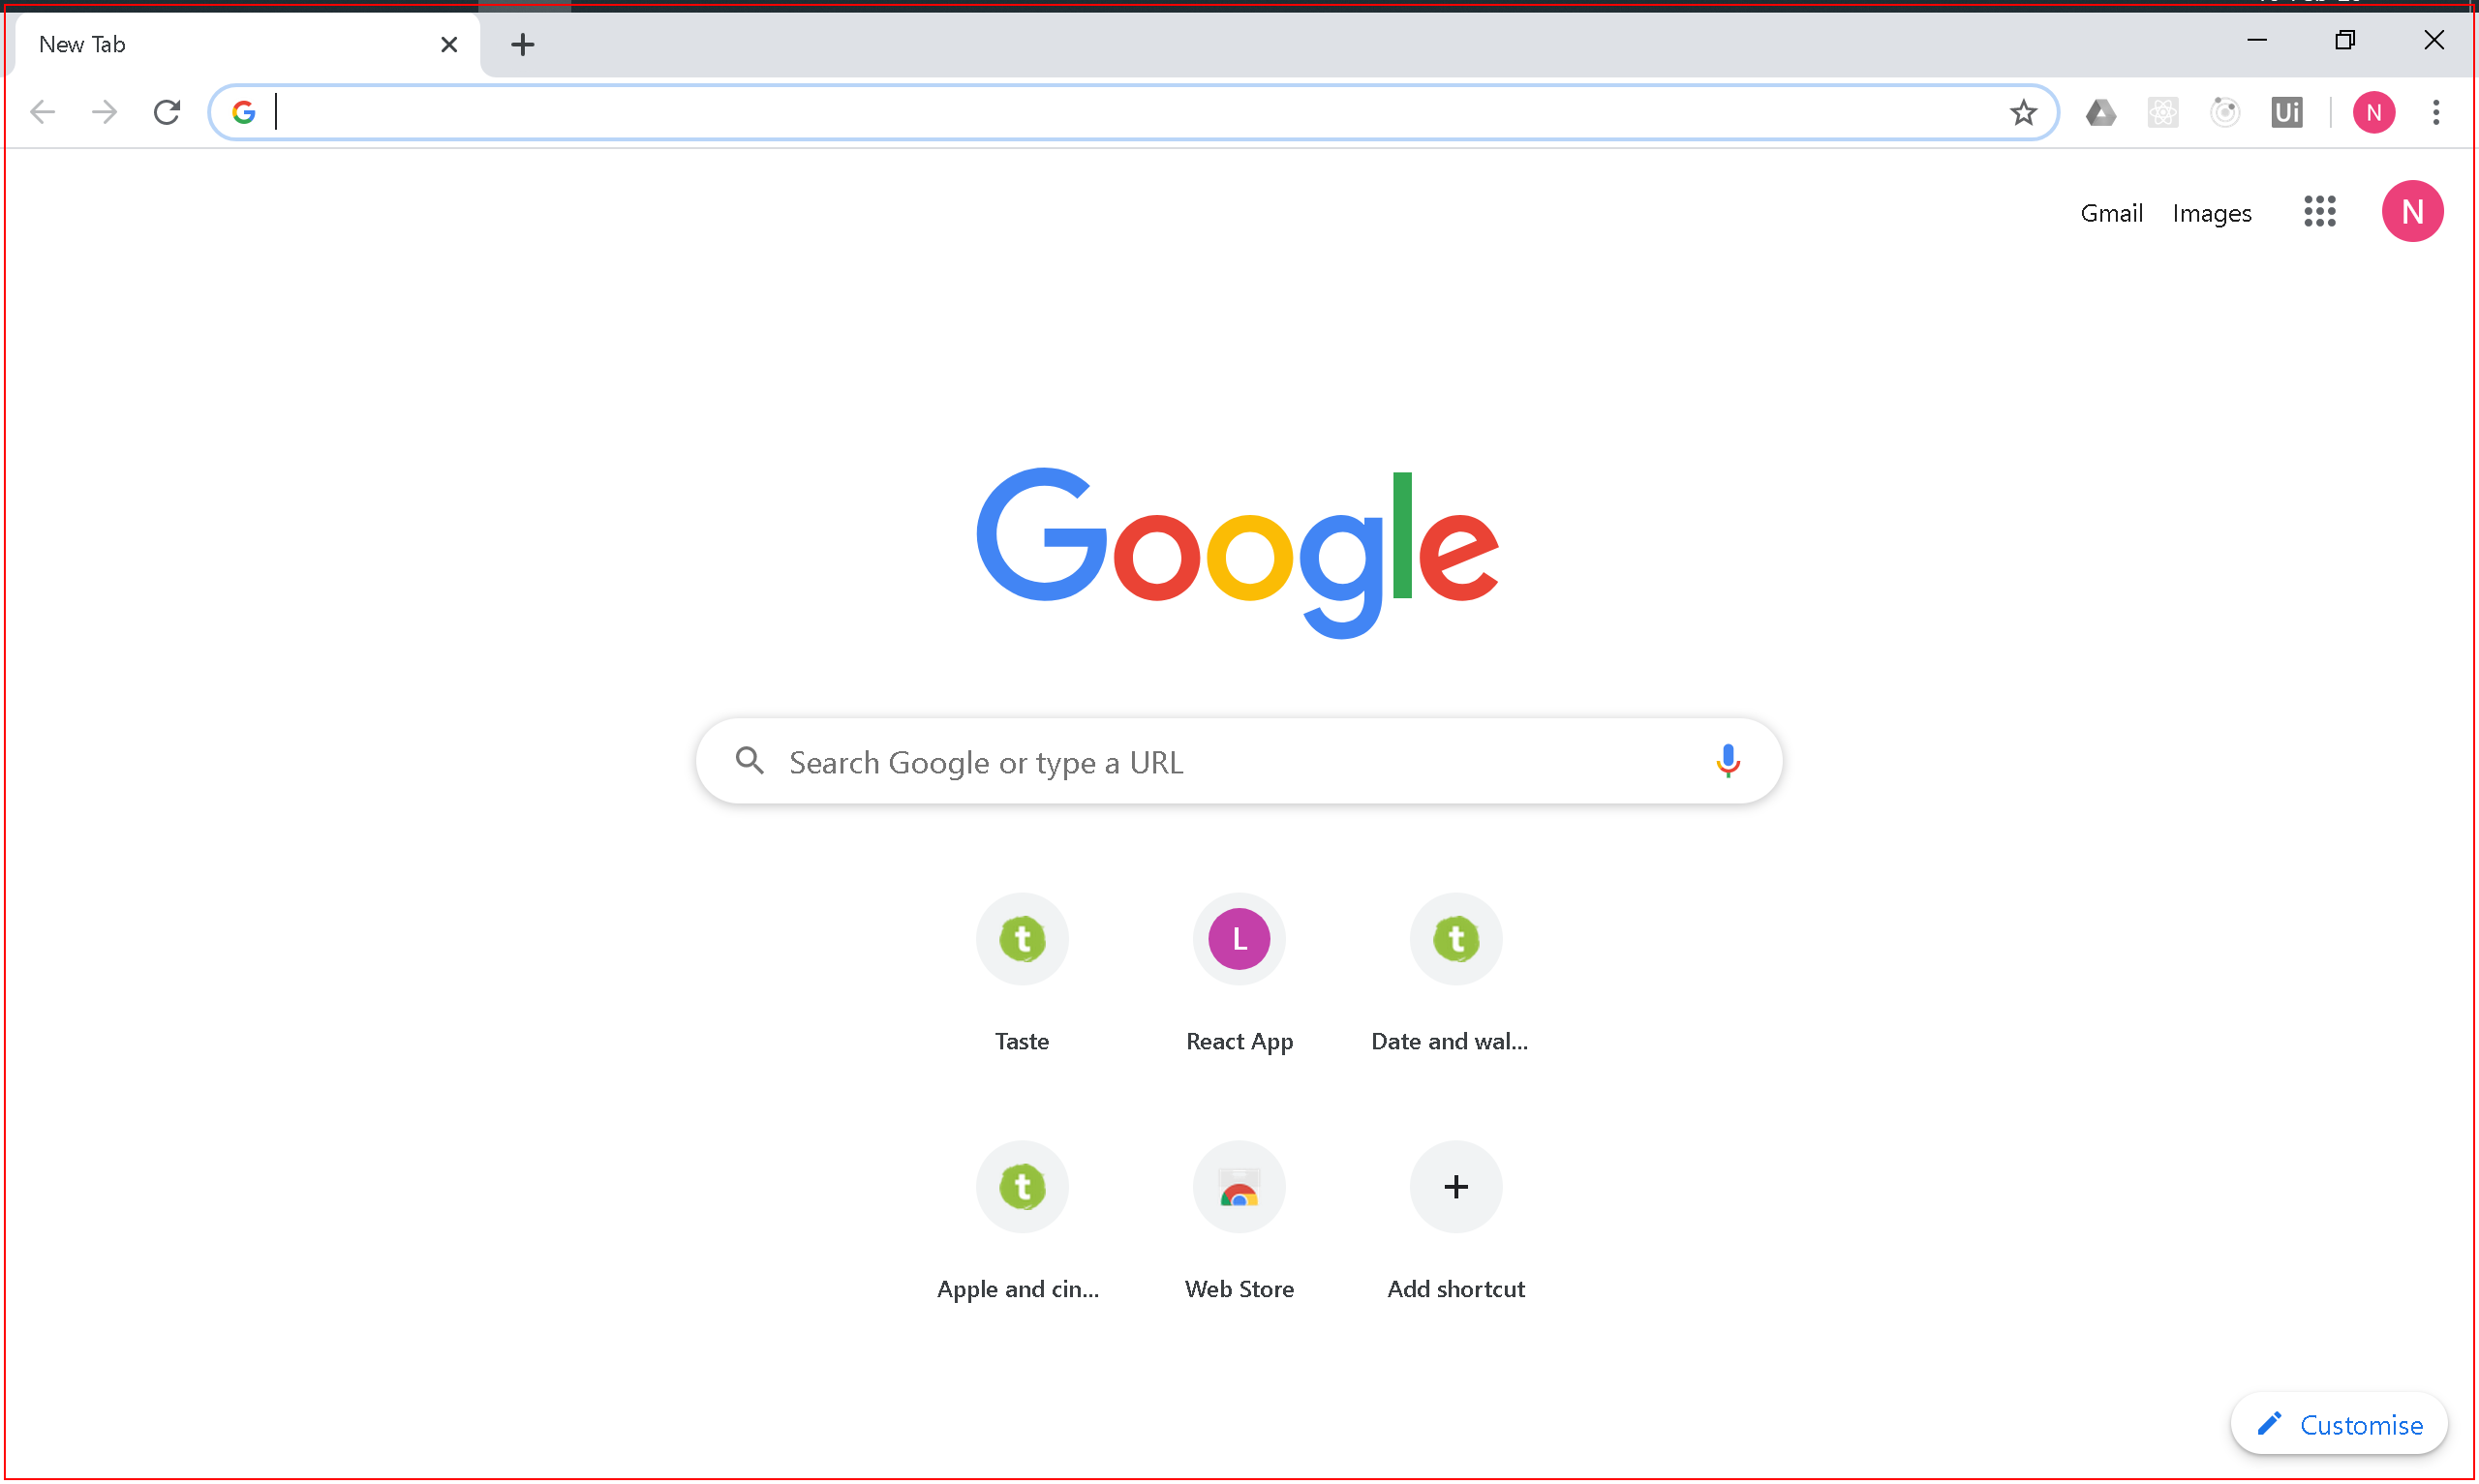 New Tab
Ui
N
Gmail Images
N
Google
Search Google or type a URL
t L t
Taste React App Date and wal...
t
Apple and cin... Web Store Add shortcut
Customise